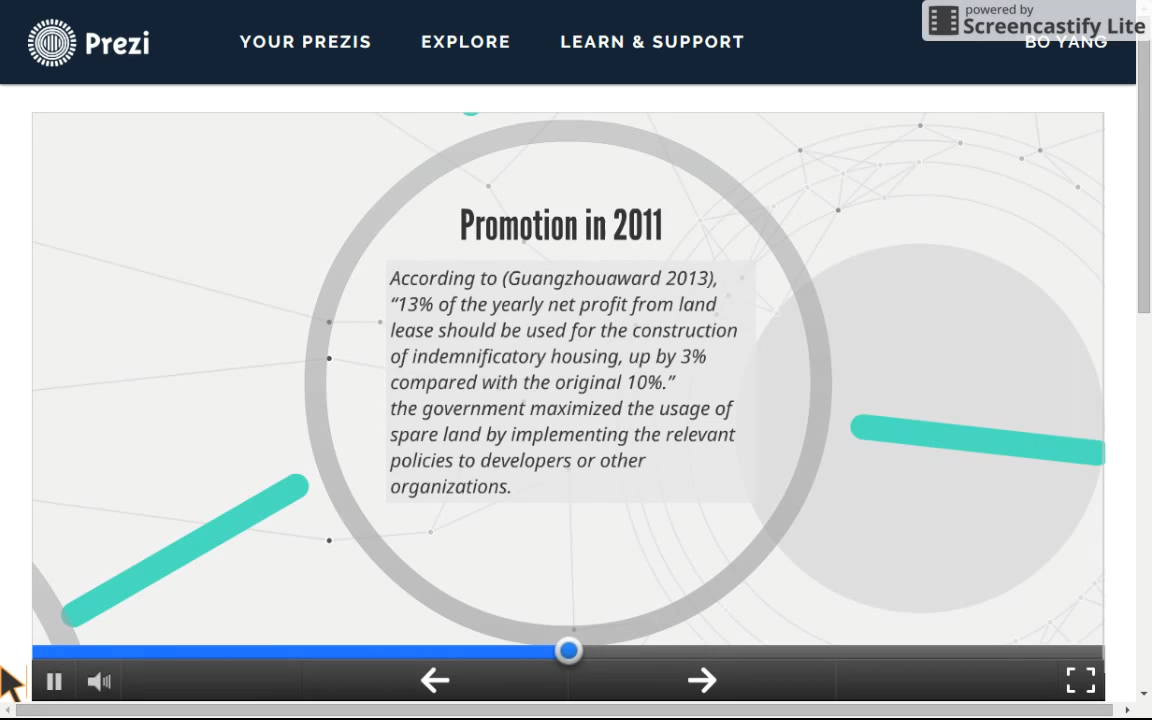 powered by
Screencastify Lite
Prezi
YOUR PREZIS
EXPLORE
LEARN & SUPPORT
BO YANG
Promotion in 2011
According to (Guangzhouaward 2013),
“13% of the yearly net profit from land
lease should be used for the construction
of indemnificatory housing, up by 3%
compared with the original 10%.”
the government maximized the usage of
spare land by implementing the relevant
policies to developers or other
organizations.